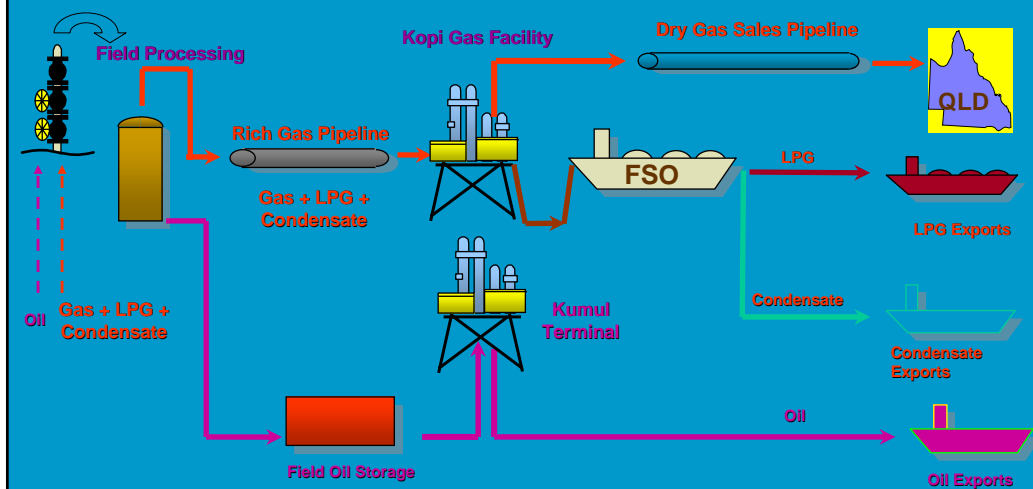 Field Processing
Kopi Gas Facility
Dry Gas Sales Pipeline
QLD
Rich Gas Pipeline
Gas + LPG +
Condensate
FSO
LPG
LPG Exports
Oil
Gas + LPG +
Condensate
Kumul
Terminal
Condensate
Condensate
Exports
Oil
Field Oil Storage
Oil Exports